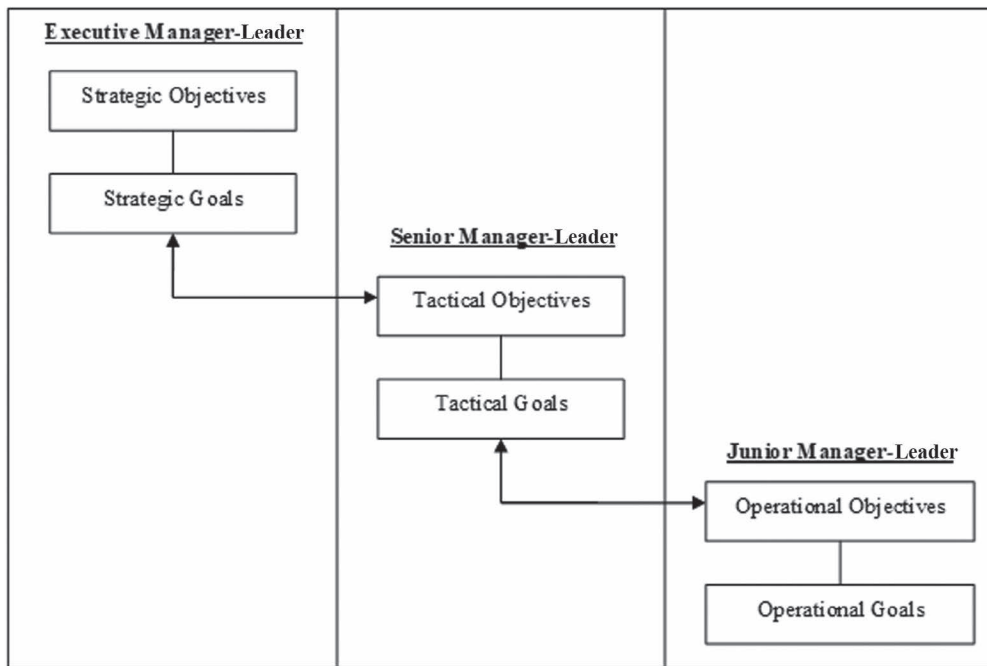 Executive Manager-Leader
Strategic Objectives
Strategic Goals
Senior Manager-Leader
Tactical Objectives
Tactical Goals
Junior Manager-Leader
Operational Objectives
Operational Goals